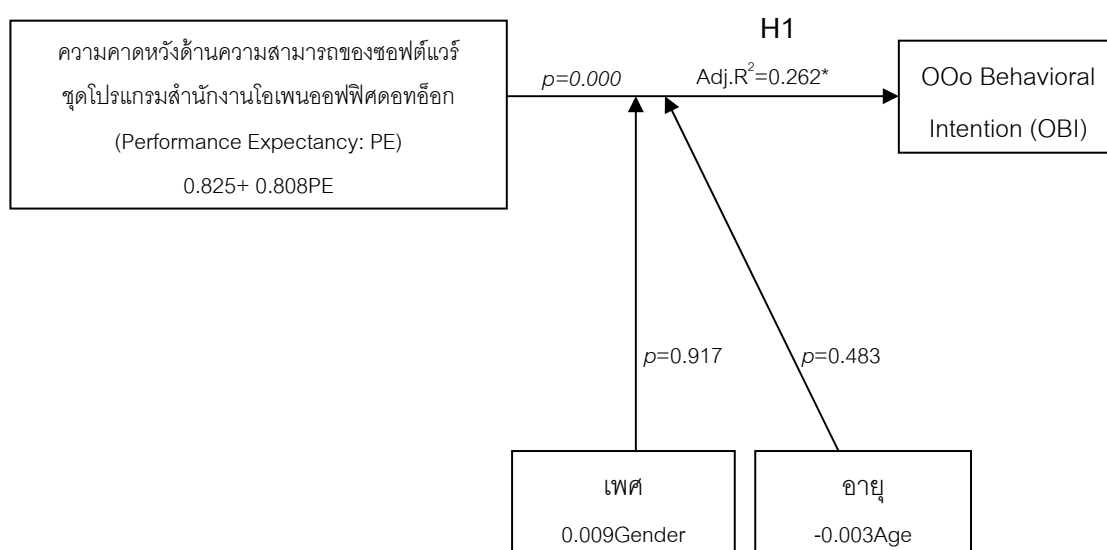 H1
ความคาดหวังด้านความสามารถของซอฟต์แวร์
ชุดโปรแกรมสำนักงานโอเพนออฟฟิศดอทอ็อก
(Performance Expectancy: PE)
0.825+ 0.808PE
p=0.000
Adj.R²=0.262*
OOo Behavioral
Intention (OBI)
p=0.917
p=0.483
เพศ
0.009Gender
อายุ
-0.003Age